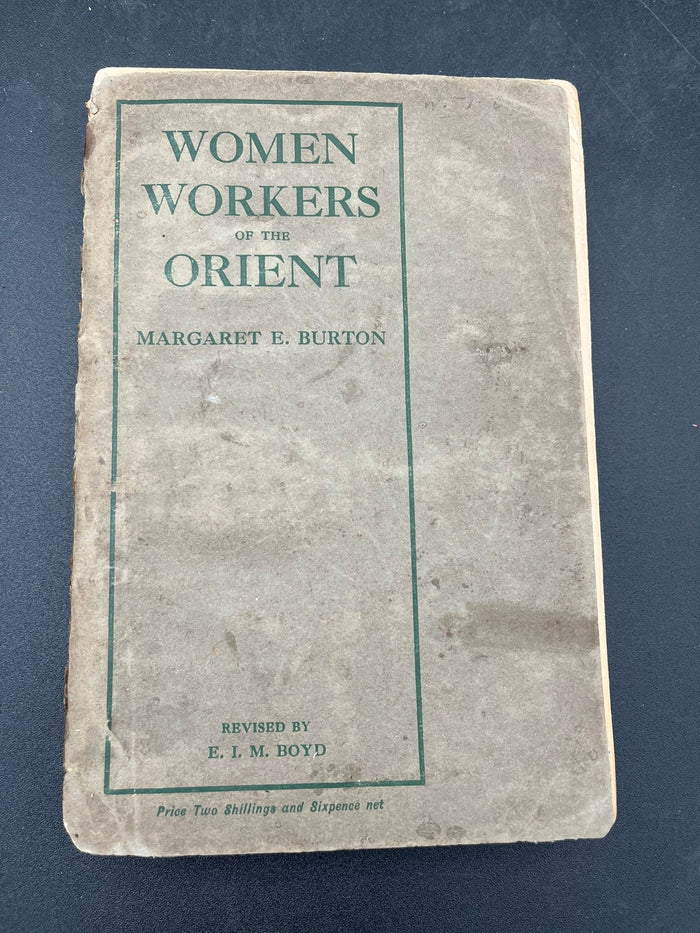 WOMEN
WORKERS
OF THE
ORIENT
MARGARET E. BURTON
REVISED BY
E. I. M. BOYD
Price Two Shillings and Sixpence net